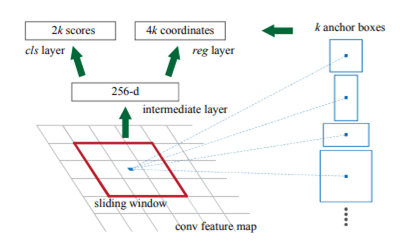 2k scores
4k coordinates
k anchor boxes
cls layer
reg layer
256-d
intermediate layer
sliding window
conv feature map